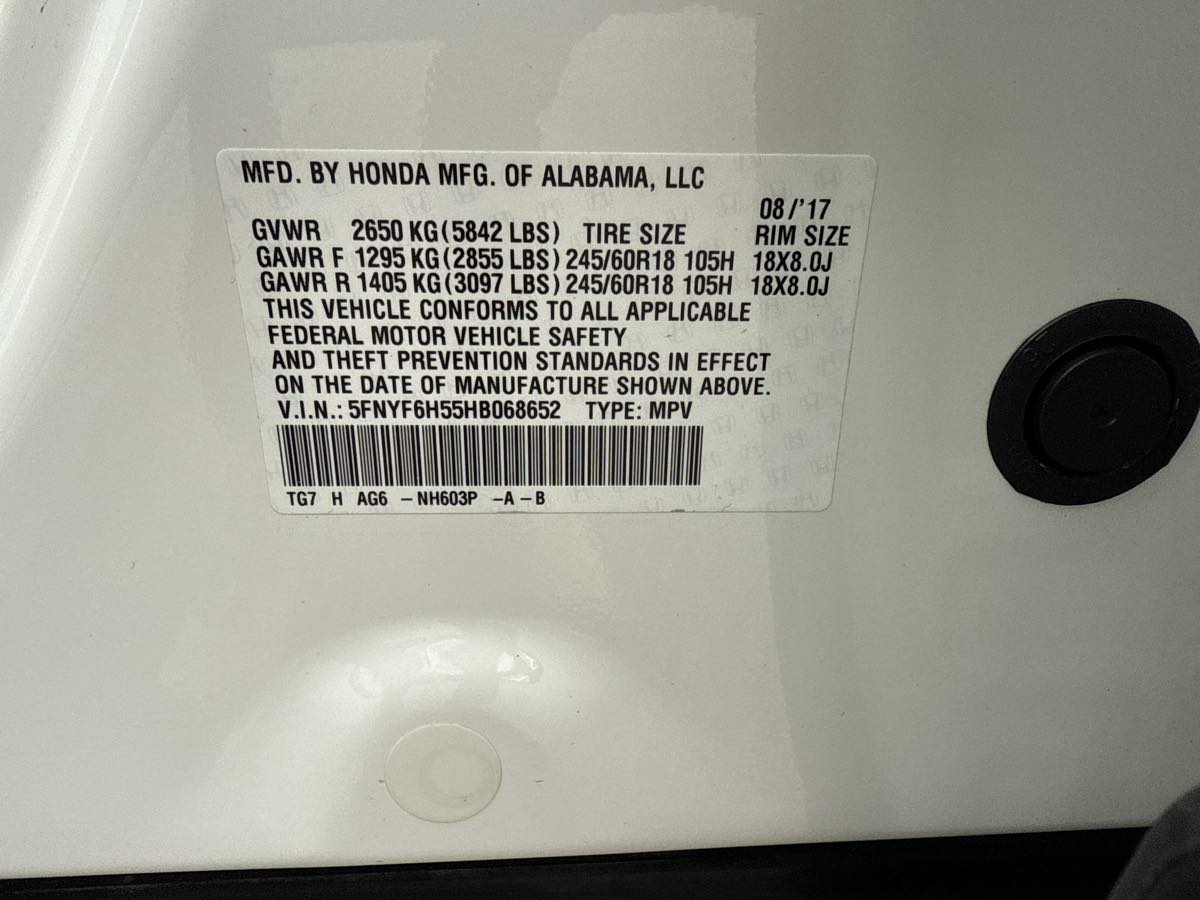 MFD. BY HONDA MFG. OF ALABAMA, LLC
08/'17
GVWR 2650 KG(5842 LBS) TIRE SIZE RIM SIZE
GAWR F 1295 KG(2855 LBS) 245/60R18 105H 18X8.0J
GAWR R 1405 KG(3097 LBS) 245/60R18 105H 18X8.0J
THIS VEHICLE CONFORMS TO ALL APPLICABLE
FEDERAL MOTOR VEHICLE SAFETY
AND THEFT PREVENTION STANDARDS IN EFFECT
ON THE DATE OF MANUFACTURE SHOWN ABOVE.
V.I.N.: 5FNYF6H55HB068652 TYPE: MPV
TG7 H AG6 -NH603P -A-B